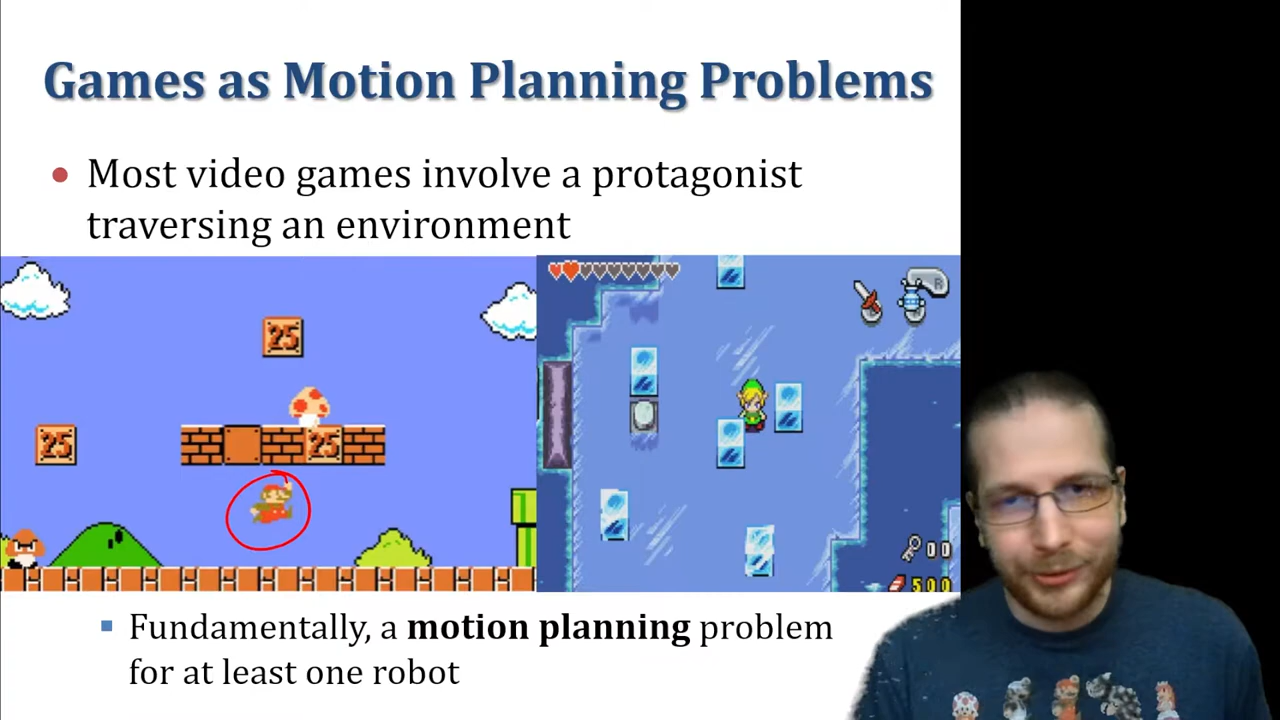 Games as Motion Planning Problems
Most video games involve a protagonist
traversing an environment
25
25
25
R
00
500
Fundamentally, a motion planning problem
for at least one robot